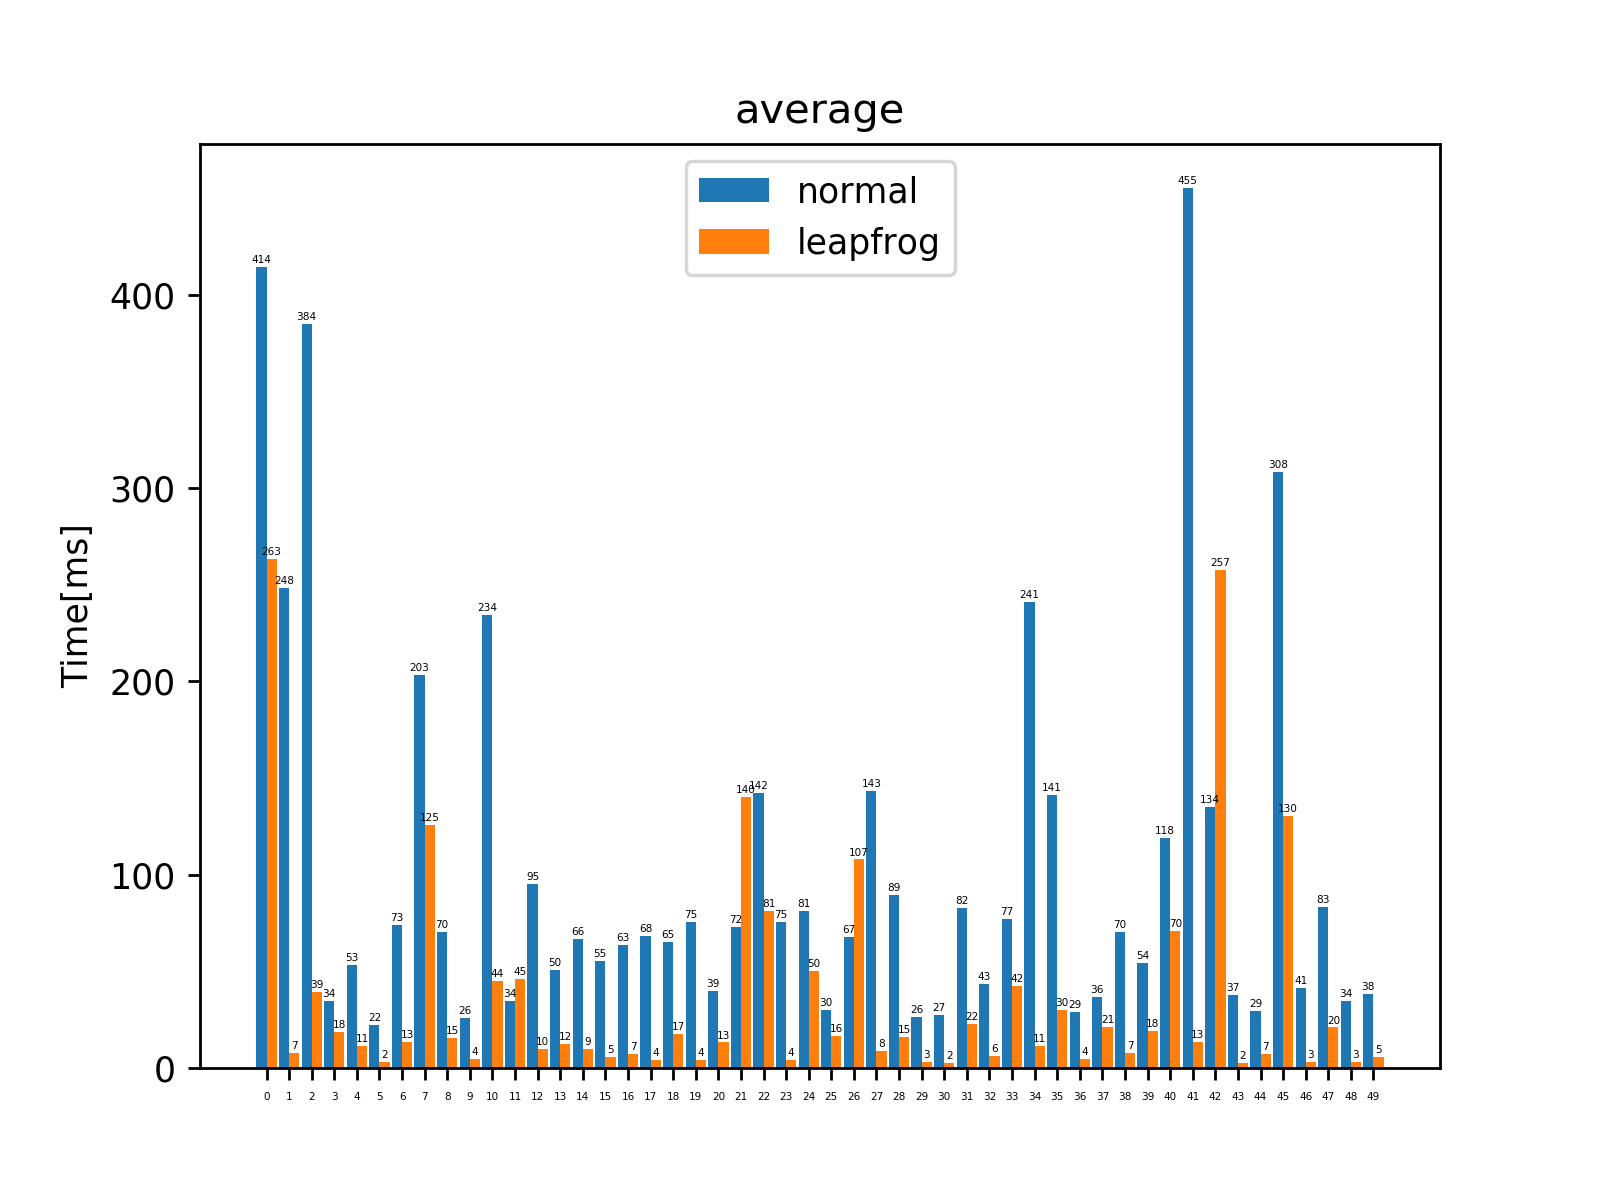 average
normal
leapfrog
Time[ms]
400
300
200
100
0
414 263 248 7 384 39 34 18 53 11 22 2 73 13 203 125 70 15 26 4 234 44 34 45 95 10 50 12 66 9 55 5 63 7 68 4 65 17 75 4 39 13 72 140 142 81 75 4 81 50 30 16 67 107 143 8 89 15 26 3 27 2 82 22 43 6 77 42 241 11 141 30 29 4 36 21 70 7 54 18 118 70 455 13 134 257 37 2 29 7 308 130 41 3 83 20 34 3 38 5
0 1 2 3 4 5 6 7 8 9 10 11 12 13 14 15 16 17 18 19 20 21 22 23 24 25 26 27 28 29 30 31 32 33 34 35 36 37 38 39 40 41 42 43 44 45 46 47 48 49